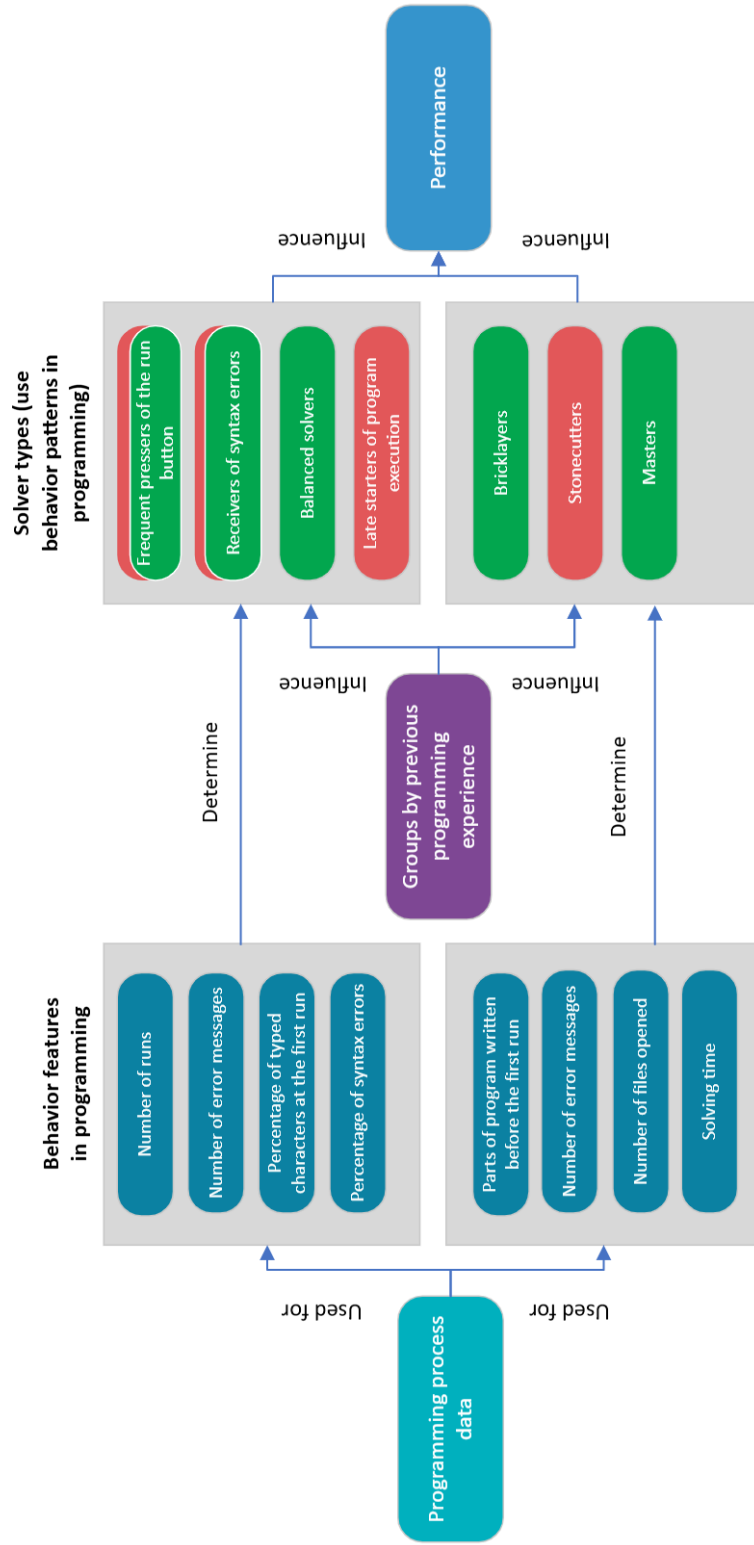 Programming process
data
Used for
Used for
Behavior features
in programming
Number of runs
Number of error messages
Percentage of typed
characters at the first run
Percentage of syntax errors
Parts of program written
before the first run
Number of error messages
Number of files opened
Solving time
Determine
Determine
Groups by previous
programming
experience
Influence
Influence
Solver types (use
behavior patterns in
programming)
Frequent pressers of the run
button
Receivers of syntax errors
Balanced solvers
Late starters of program
execution
Bricklayers
Stonecutters
Masters
Influence
Influence
Performance